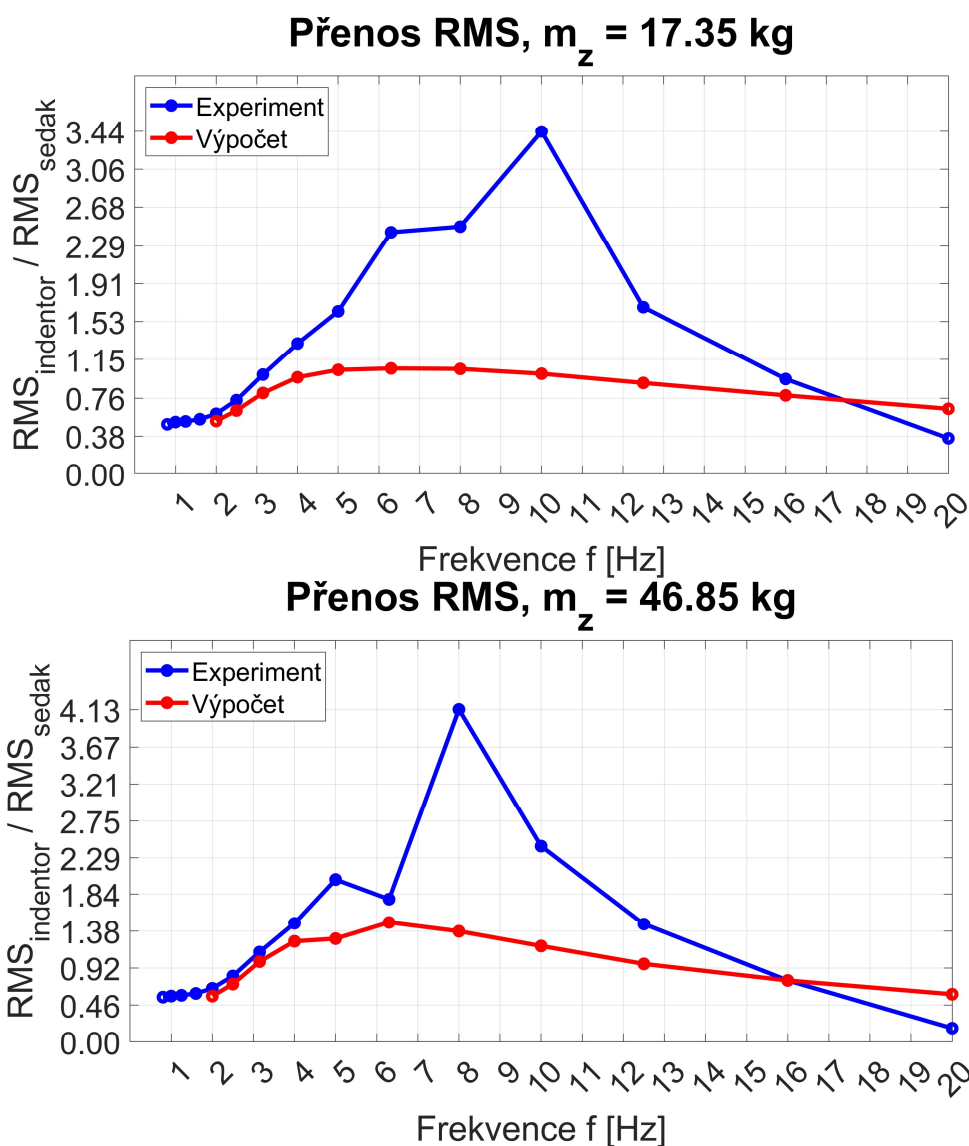 Přenos RMS, m_z = 17.35 kg
Experiment
Výpočet
RMS_indentor / RMS_sedak
3.44
3.06
2.68
2.29
1.91
1.53
1.15
0.76
0.38
0.00
1 2 3 4 5 6 7 8 9 10 11 12 13 14 15 16 17 18 19 20
Frekvence f [Hz]
Přenos RMS, m_z = 46.85 kg
Experiment
Výpočet
RMS_indentor / RMS_sedak
4.13
3.67
3.21
2.75
2.29
1.84
1.38
0.92
0.46
0.00
1 2 3 4 5 6 7 8 9 10 11 12 13 14 15 16 17 18 19 20
Frekvence f [Hz]